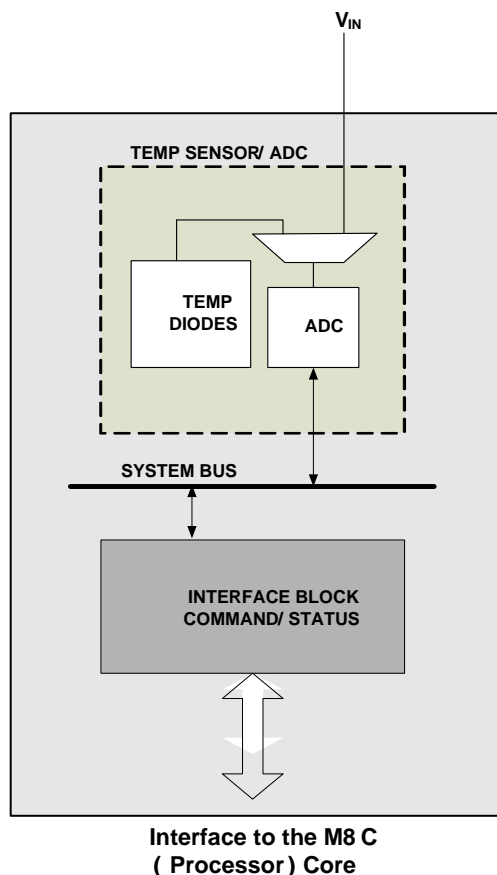 VIN
TEMP SENSOR/ ADC
TEMP
DIODES
ADC
SYSTEM BUS
INTERFACE BLOCK
COMMAND/ STATUS
Interface to the M8 C
( Processor ) Core